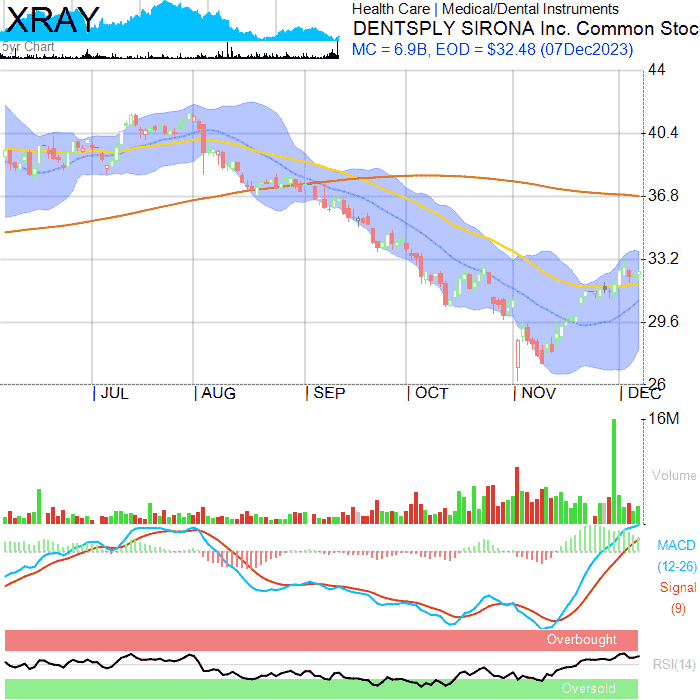 XRAY
5yr Chart
Health Care | Medical/Dental Instruments
DENTSPLY SIRONA Inc. Common Stoc
MC = 6.9B, EOD = $32.48 (07Dec2023)
44
40.4
36.8
33.2
29.6
26
JUL AUG SEP OCT NOV DEC
16M
Volume
MACD
(12-26)
Signal
(9)
Overbought
RSI(14)
Oversold